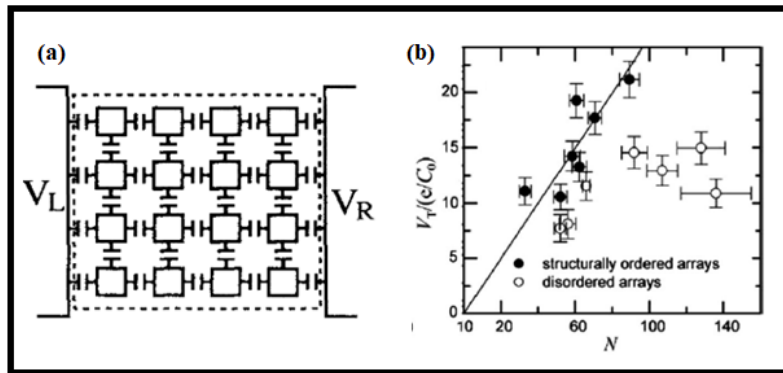 (a)
V_L
V_R
(b)
V_T/(e/C_0)
20
15
10
5
0
structurally ordered arrays
disordered arrays
10 20 60 100 140
N